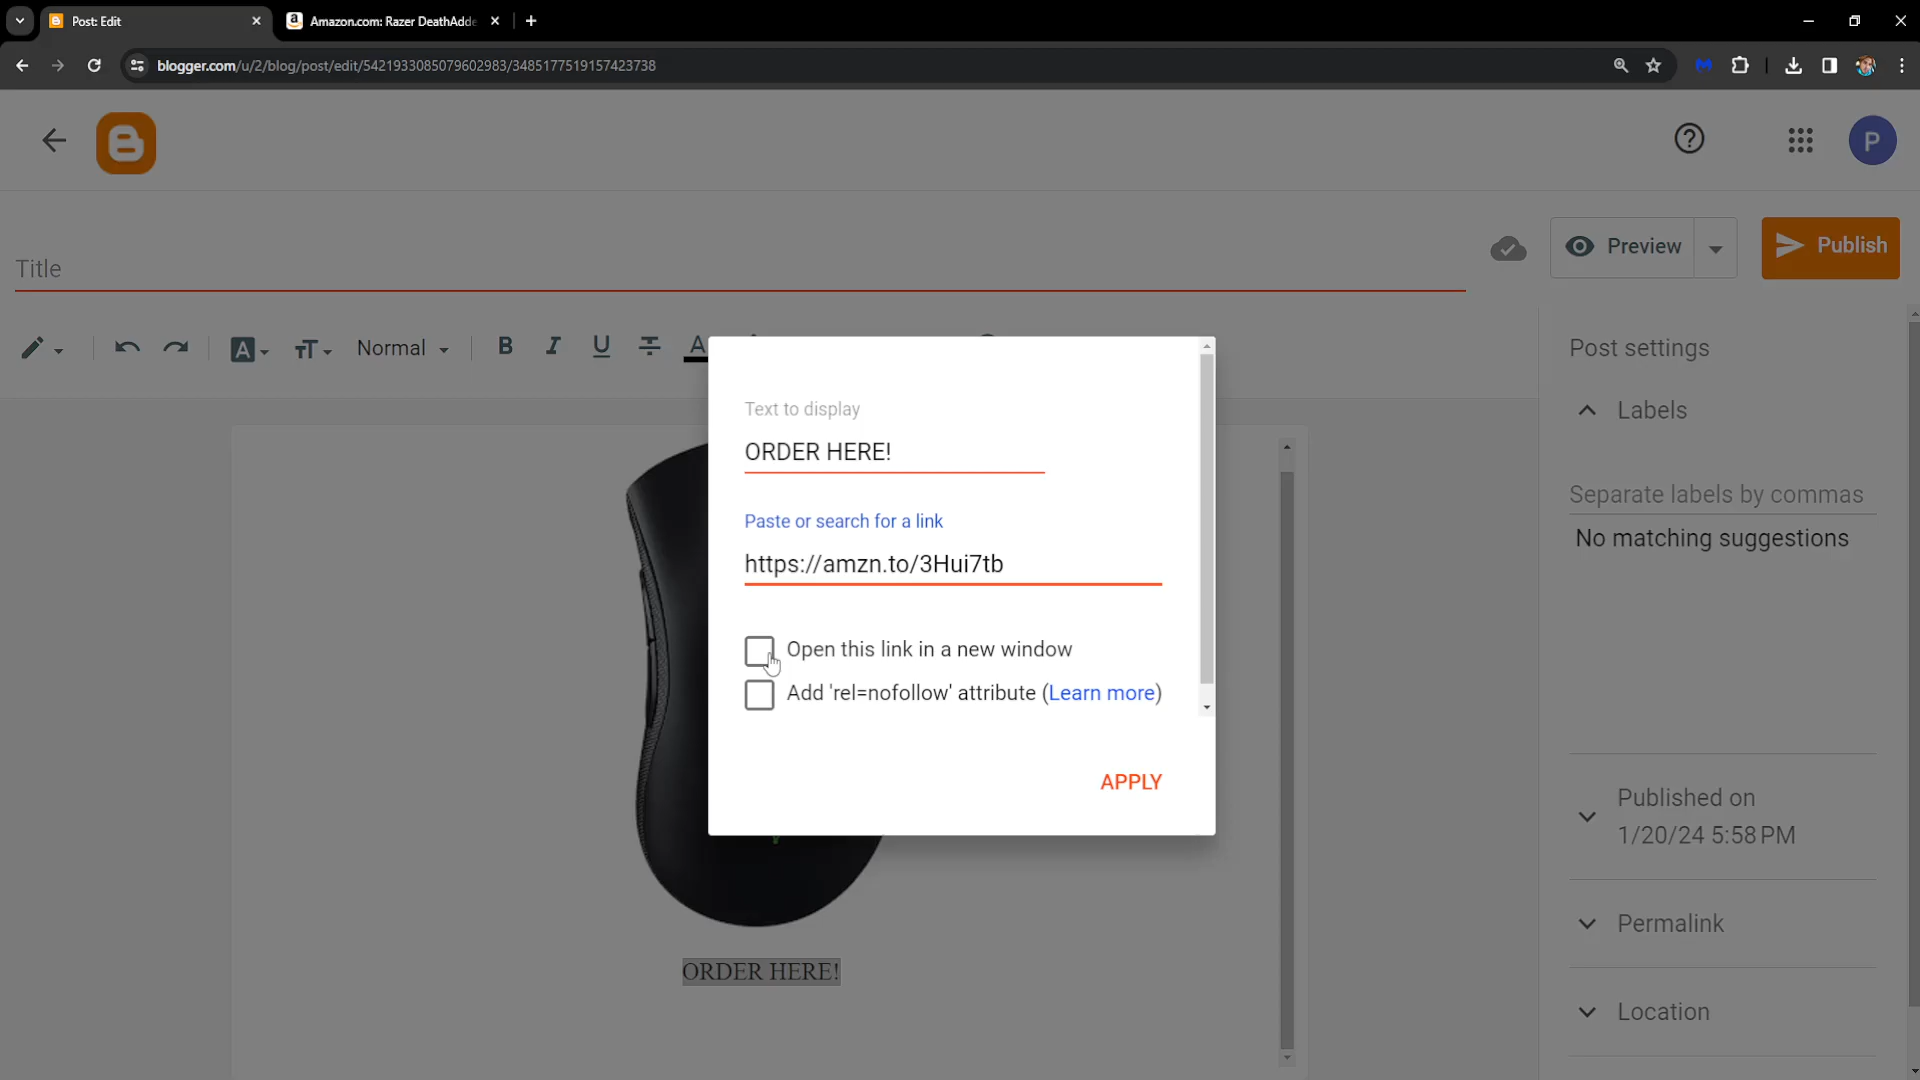 Post: Edit
Amazon.com: Razer DeathAdde
blogger.com/u/2/blog/post/edit/5421933085079602983/3485177519157423738
P
Title
Preview
Publish
Normal
B I U T A
Post settings
Labels
Separate labels by commas
No matching suggestions
Text to display
ORDER HERE!
Paste or search for a link
https://amzn.to/3Hui7tb
Open this link in a new window
Add 'rel=nofollow' attribute (Learn more)
APPLY
Published on
1/20/24 5:58 PM
Permalink
Location
ORDER HERE!